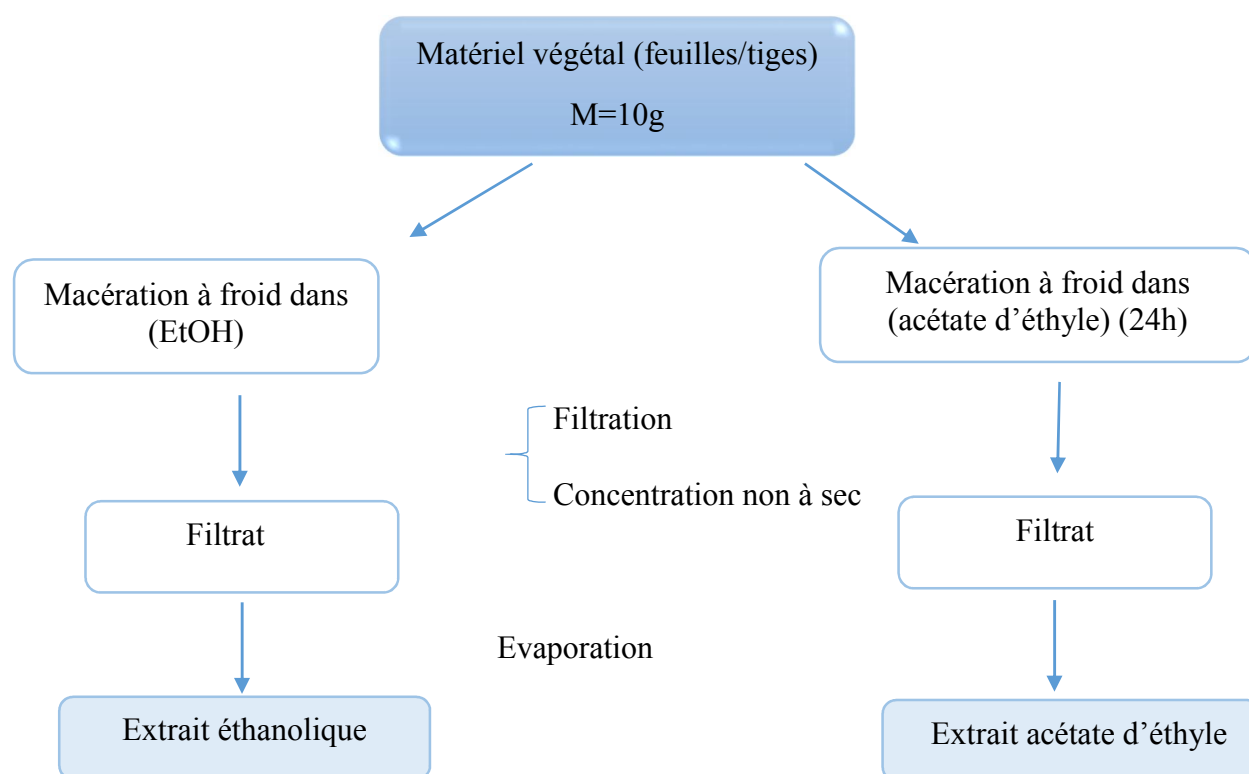 Matériel végétal (feuilles/tiges)
M=10g
Macération à froid dans
(EtOH)
Macération à froid dans
(acétate d’éthyle) (24h)
Filtration
Concentration non à sec
Filtrat
Filtrat
Evaporation
Extrait éthanolique
Extrait acétate d’éthyle